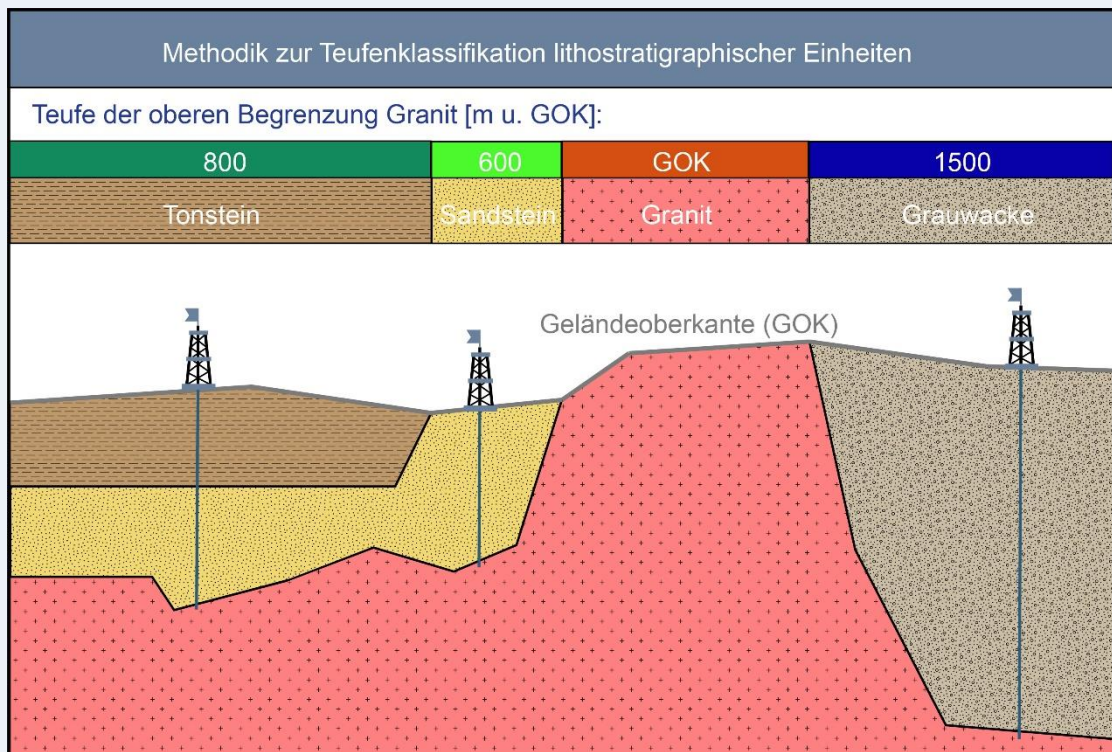 Methodik zur Teufenklassifikation lithostratigraphischer Einheiten
Teufe der oberen Begrenzung Granit [m u. GOK]:
800 600 GOK 1500
Tonstein Sandstein Granit Grauwacke
Geländeoberkante (GOK)